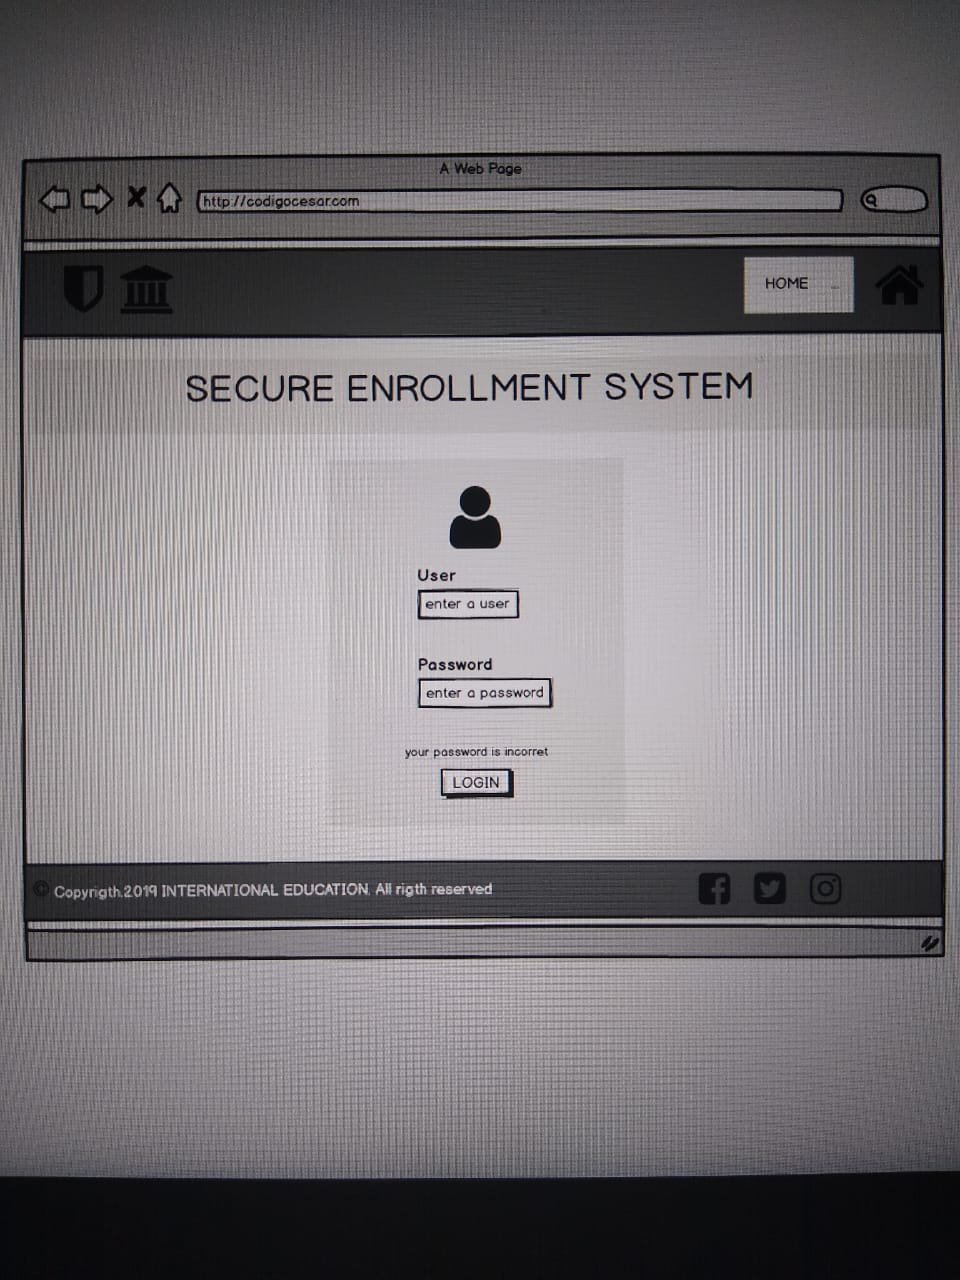 A Web Page
http://codigocesar.com
HOME
SECURE ENROLLMENT SYSTEM
User
enter a user
Password
enter a password
your password is incorret
LOGIN
© Copyrigth.2019 INTERNATIONAL EDUCATION. All rigth reserved